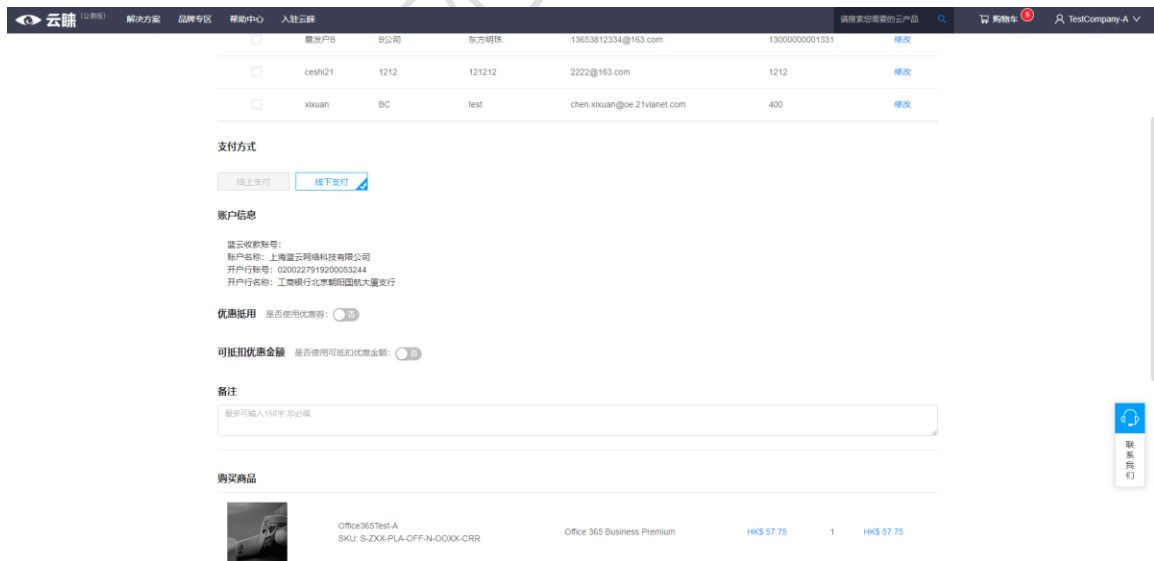 云睐 (公测版) 解决方案 品牌专区 帮助中心 入驻云睐 请搜索您需要的云产品 购物车 5 TestCompany-A
暴发户B B公司 东方明珠 13653812334@163.com 13000000001331 修改
ceshi21 1212 121212 2222@163.com 1212 修改
xixuan BC test chen.xixuan@oe.21vianet.com 400 修改
支付方式
线上支付 线下支付
账户信息
蓝云收款账号：
账户名称：上海蓝云网络科技有限公司
开户行账号：0200227919200053244
开户行名称：工商银行北京朝阳国航大厦支行
优惠抵用 是否使用优惠券： 否
可抵扣优惠金额 是否使用可抵扣优惠金额： 否
备注
最多可输入150字,非必填
联系我们
购买商品
Office365Test-A
SKU: S-ZXX-PLA-OFF-N-OOXX-CRR
Office 365 Business Premium HK$ 57.75 1 HK$ 57.75